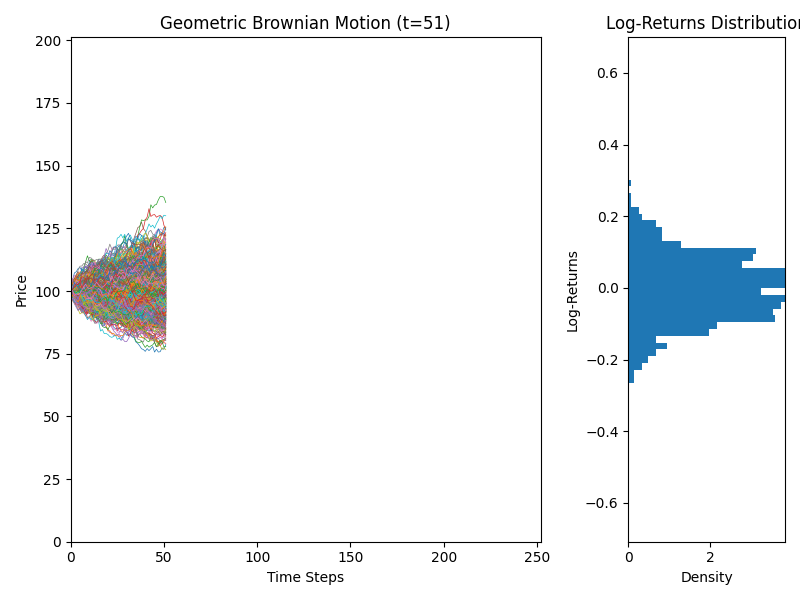 Geometric Brownian Motion (t=51)
Log-Returns Distribution
200
175
150
125
100
75
50
25
0
Price
0 50 100 150 200 250
Time Steps
0.6
0.4
0.2
0.0
−0.2
−0.4
−0.6
Log-Returns
0 2
Density